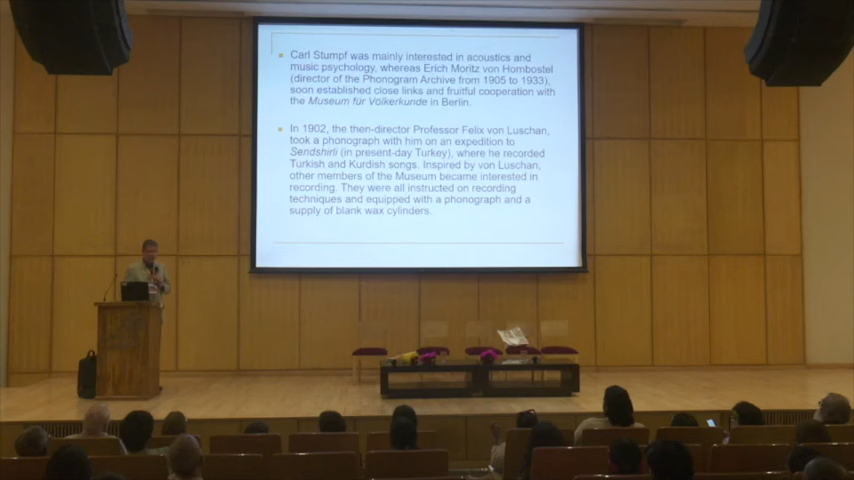 Carl Stumpf was mainly interested in acoustics and
music psychology, whereas Erich Moritz von Hornbostel
(director of the Phonogram Archive from 1905 to 1933),
soon established close links and fruitful cooperation with
the Museum für Völkerkunde in Berlin.
In 1902, the then-director Professor Felix von Luschan,
took a phonograph with him on an expedition to
Sendshirli (in present-day Turkey), where he recorded
Turkish and Kurdish songs. Inspired by von Luschan,
other members of the Museum became interested in
recording. They were all instructed on recording
techniques and equipped with a phonograph and a
supply of blank wax cylinders.